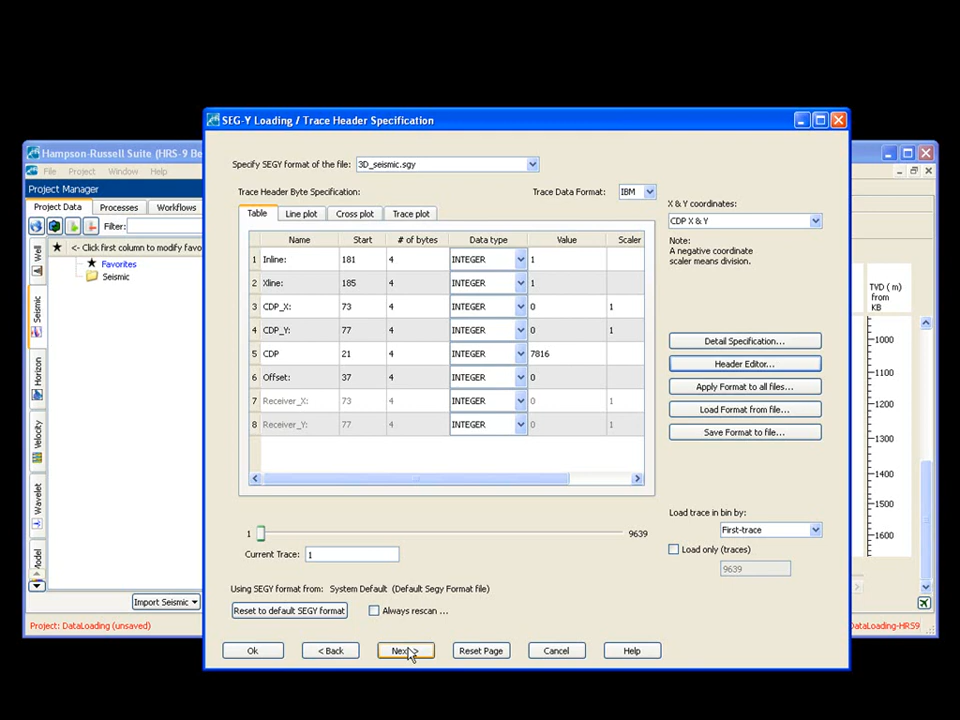 SEG-Y Loading / Trace Header Specification
Hampson-Russell Suite (HRS-9 Be
File Project Window Help
Project Manager
Project Data Processes Workflows
Filter:
<- Click first column to modify favo
Favorites
Seismic
Well
Seismic
Horizon
Velocity
Wavelet
Model
Import Seismic
Project: DataLoading (unsaved)
Specify SEGY format of the file: 3D_seismic.sgy
Trace Header Byte Specification: Trace Data Format: IBM
Table Line plot Cross plot Trace plot
Name Start # of bytes Data type Value Scaler
1 Inline: 181 4 INTEGER 1
2 Xline: 185 4 INTEGER 1
3 CDP_X: 73 4 INTEGER 0 1
4 CDP_Y: 77 4 INTEGER 0 1
5 CDP 21 4 INTEGER 7816
6 Offset: 37 4 INTEGER 0
7 Receiver_X: 73 4 INTEGER 0 1
8 Receiver_Y: 77 4 INTEGER 0 1
X & Y coordinates:
CDP X & Y
Note:
A negative coordinate
scaler means division.
Detail Specification...
Header Editor...
Apply Format to all files...
Load Format from file...
Save Format to file...
Load trace in bin by:
First-trace
Load only (traces)
9639
1 9639
Current Trace: 1
Using SEGY format from: System Default (Default Segy Format file)
Reset to default SEGY format Always rescan ...
Ok < Back Next > Reset Page Cancel Help
TVD ( m)
from
KB
1000
1100
1200
1300
1400
1500
1600
DataLoading-HRS9